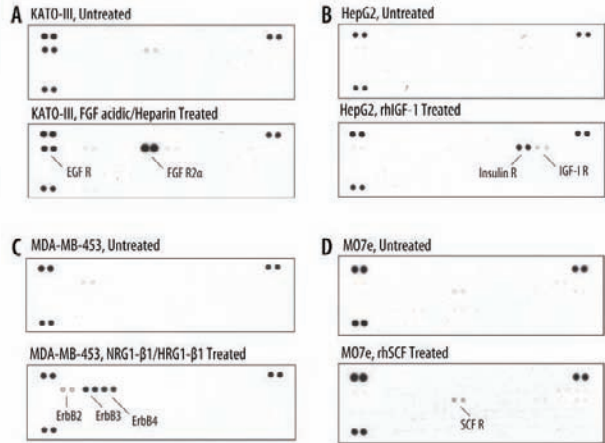 A KATO-III, Untreated
KATO-III, FGF acidic/Heparin Treated
EGF R
FGF R2α
B HepG2, Untreated
HepG2, rhIGF-1 Treated
Insulin R
IGF-I R
C MDA-MB-453, Untreated
MDA-MB-453, NRG1-β1/HRG1-β1 Treated
ErbB2
ErbB3
ErbB4
D MO7e, Untreated
MO7e, rhSCF Treated
SCF R